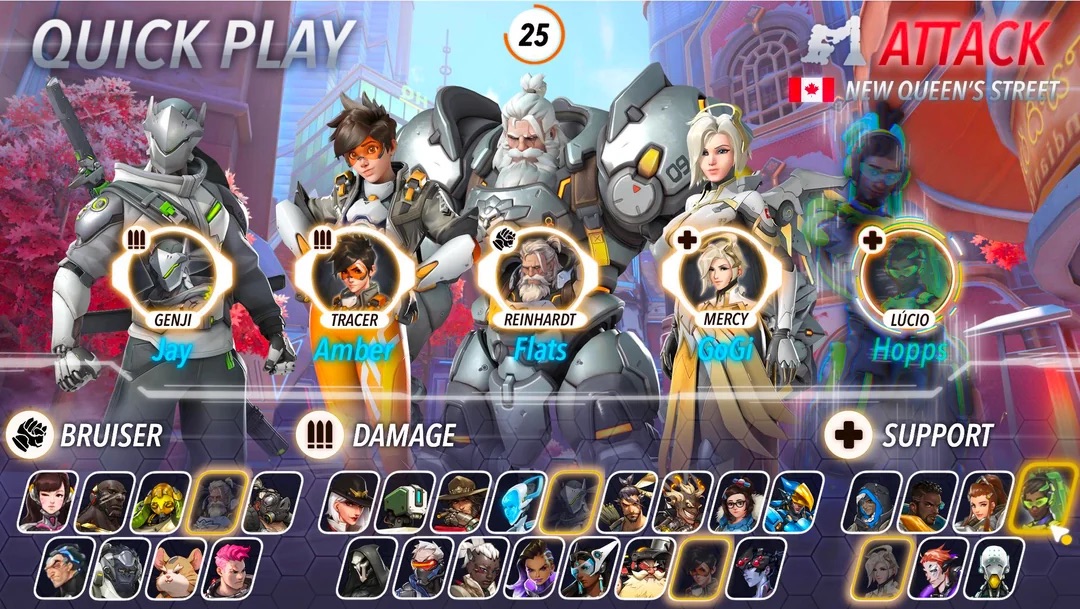 QUICK PLAY
25
ATTACK
NEW QUEEN'S STREET
09
GENJI
TRACER
REINHARDT
MERCY
LÚCIO
Jay
Amber
Flats
GoGi
Hopps
BRUISER
DAMAGE
SUPPORT